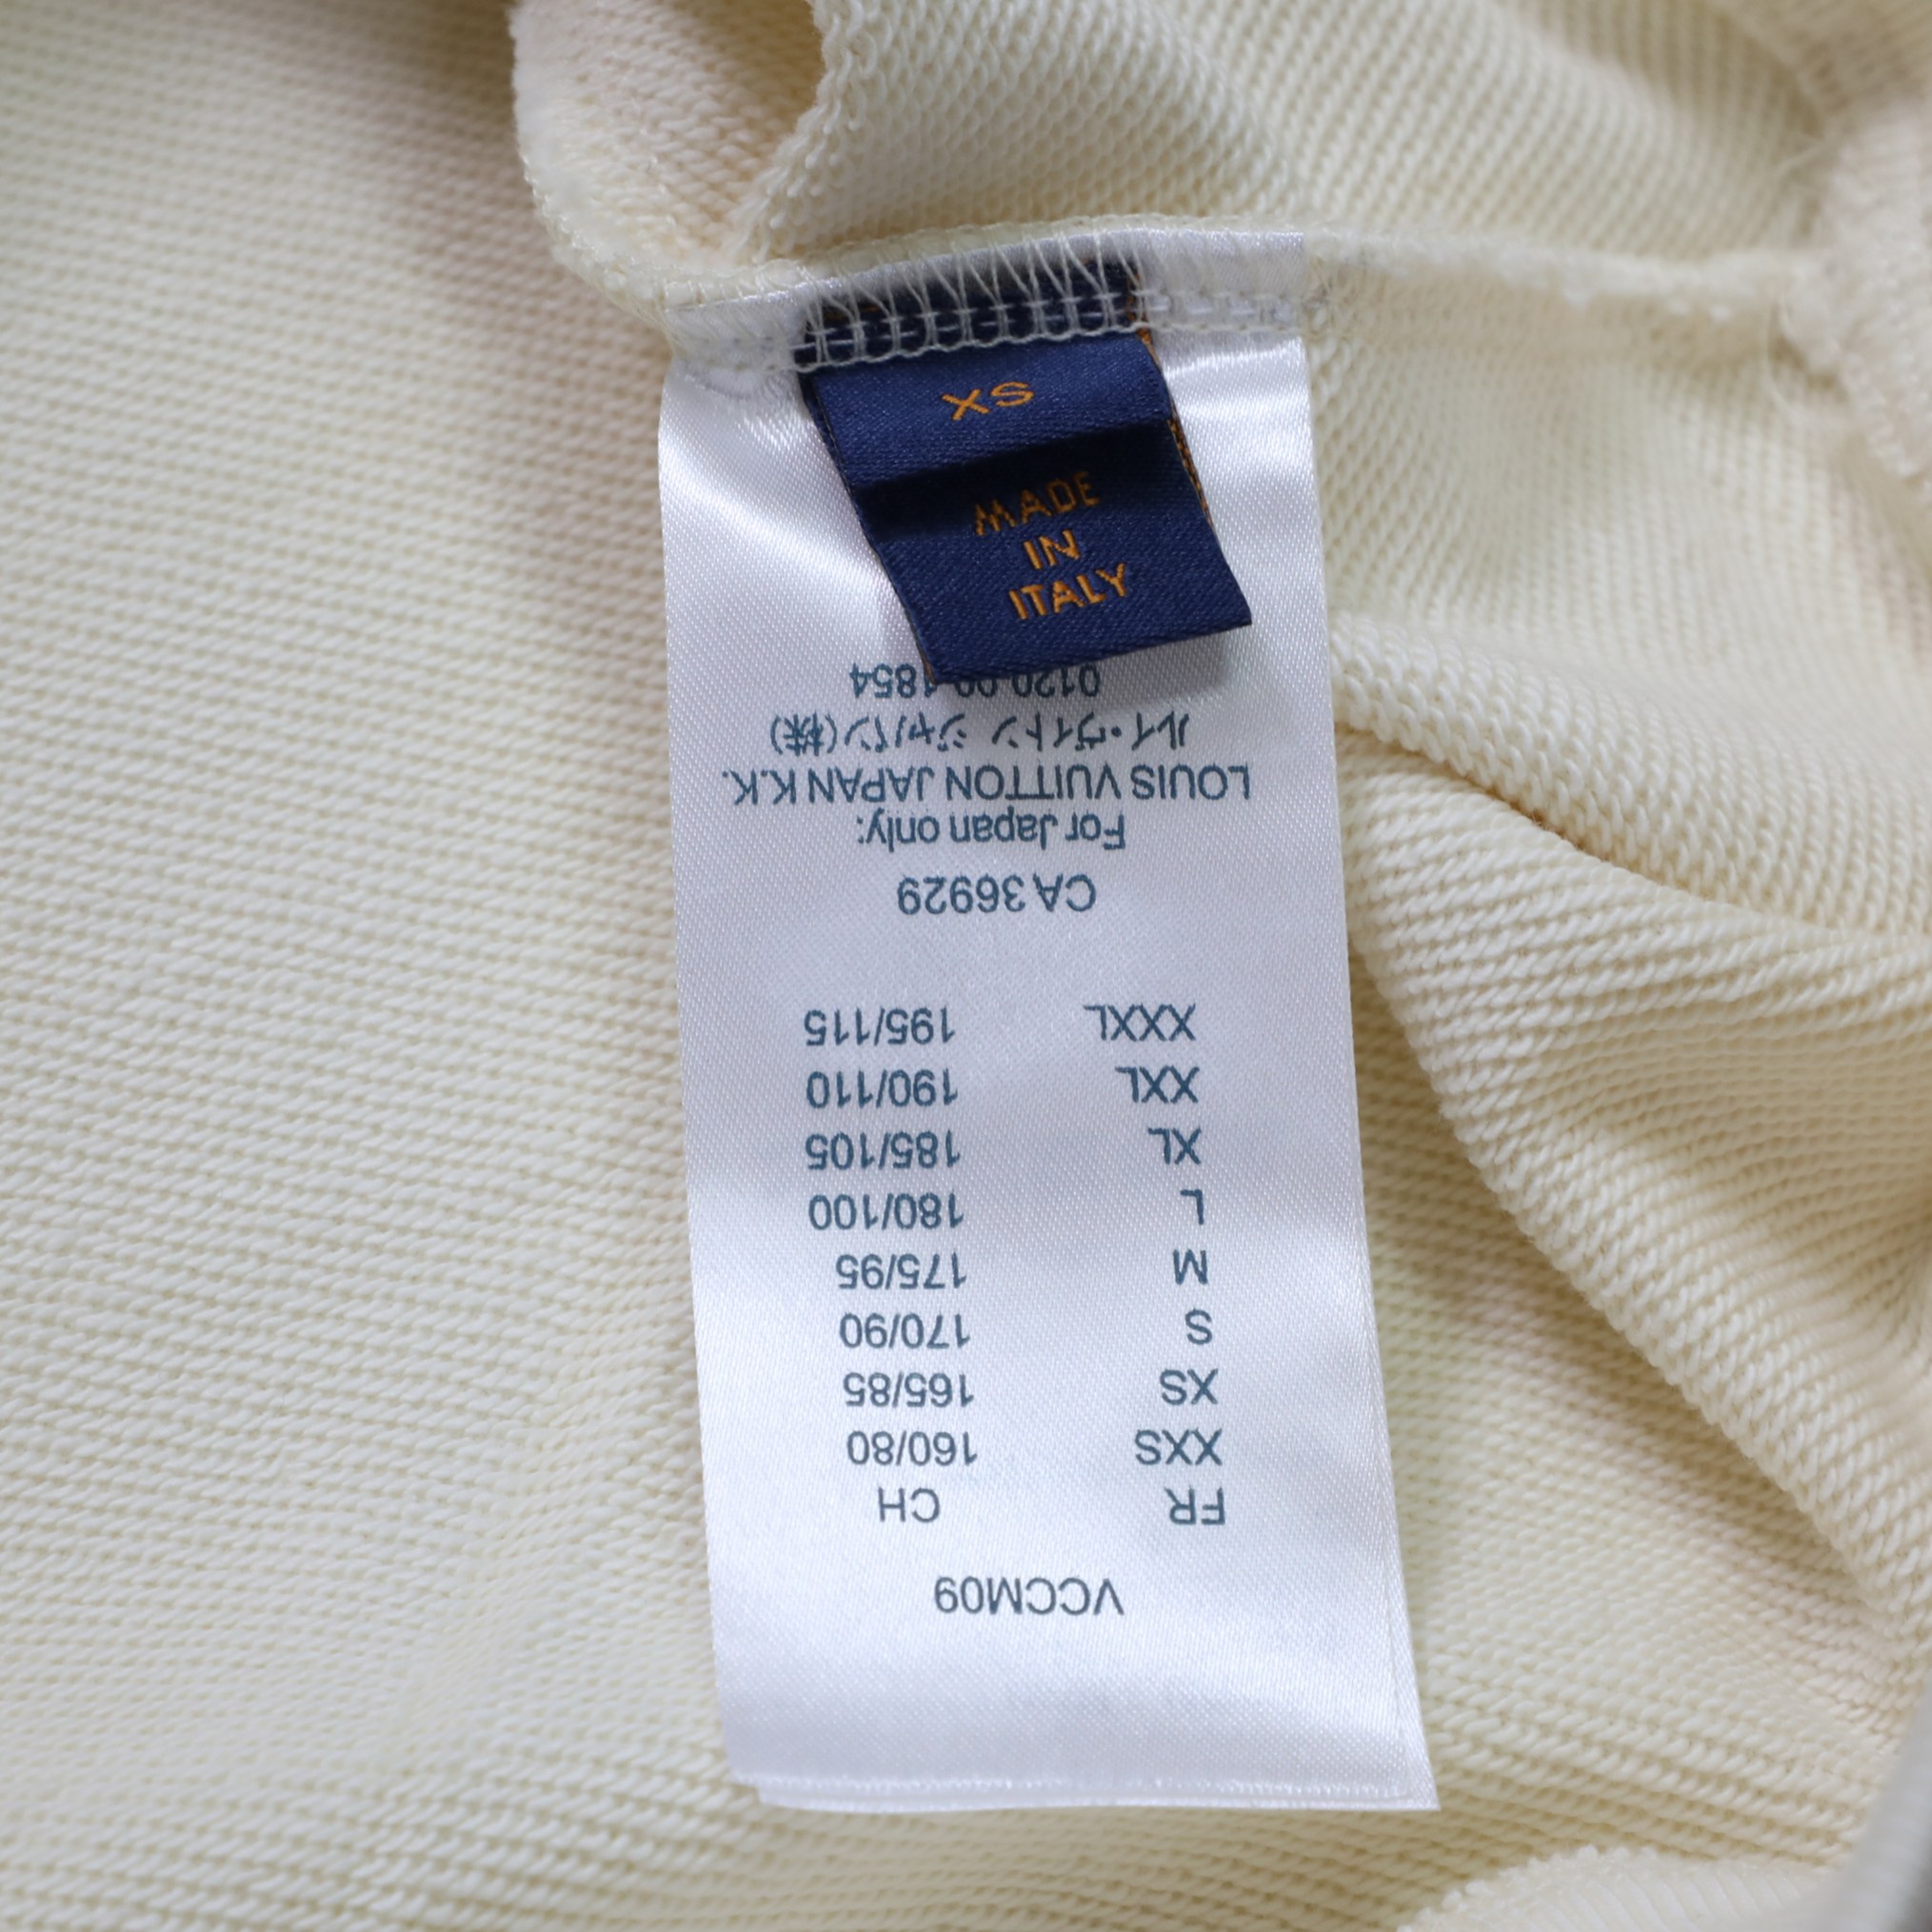 XS
MADE
IN
ITALY
VCCM09
FR CH
XXS 160/80
XS 165/85
S 170/90
M 175/95
L 180/100
XL 185/105
XXL 190/110
XXXL 195/115
CA 36929
For Japan only:
LOUIS VUITTON JAPAN K.K.
ルイ・ヴィトン ジャパン(株)
0120-00-1854